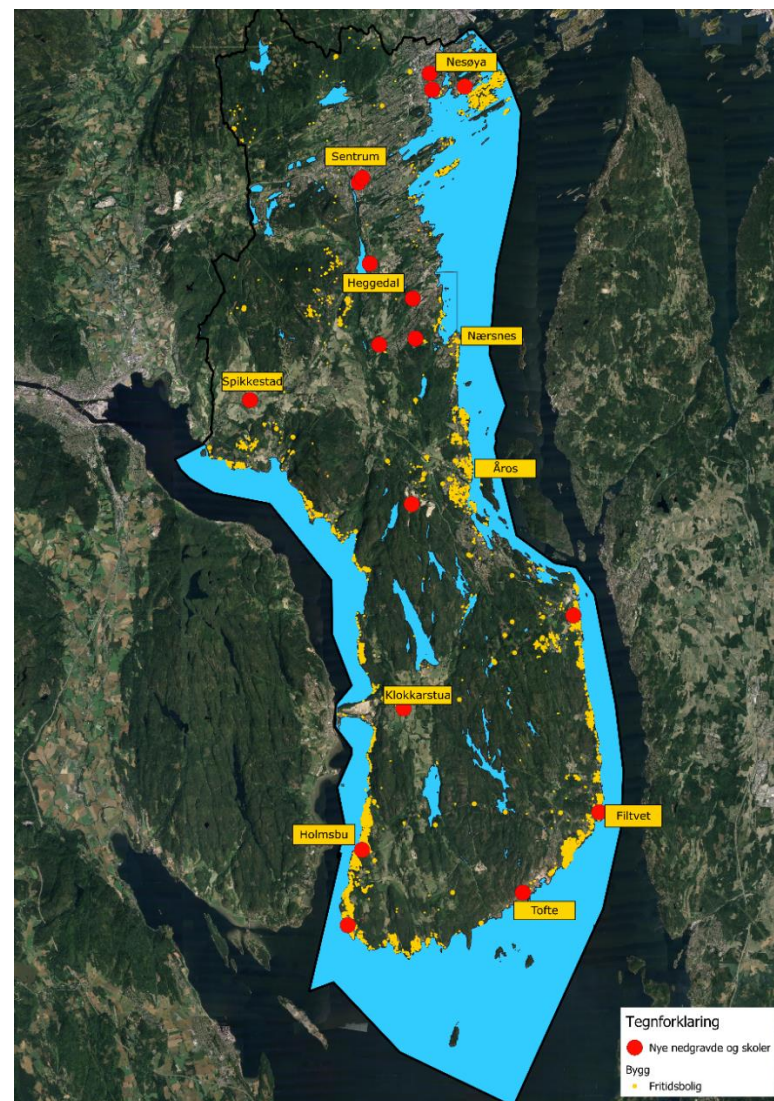 Nesøya
Sentrum
Heggedal
Nærsnes
Spikkestad
Åros
Klokkarstua
Filtvet
Holmsbu
Tofte
Tegnforklaring
Nye nedgravde og skoler
Bygg
Fritidsbolig